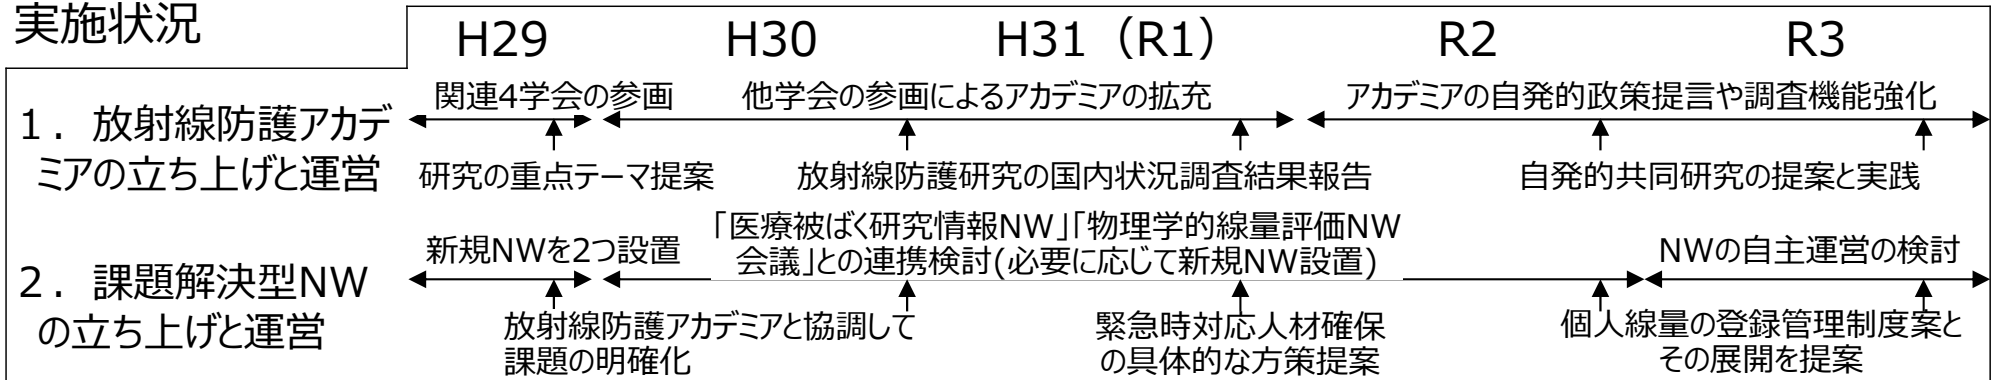 実施状況
H29 H30 H31（R1） R2 R3
1．放射線防護アカデ
ミアの立ち上げと運営
関連4学会の参画 他学会の参画によるアカデミアの拡充 アカデミアの自発的政策提言や調査機能強化
研究の重点テーマ提案 放射線防護研究の国内状況調査結果報告 自発的共同研究の提案と実践
2．課題解決型NW
の立ち上げと運営
新規NWを2つ設置
「医療被ばく研究情報NW」「物理学的線量評価NW
会議」との連携検討(必要に応じて新規NW設置)
NWの自主運営の検討
放射線防護アカデミアと協調して
課題の明確化
緊急時対応人材確保
の具体的な方策提案
個人線量の登録管理制度案と
その展開を提案